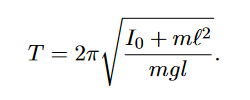 T = 2π√((I₀ + mℓ²)/(mgl)).